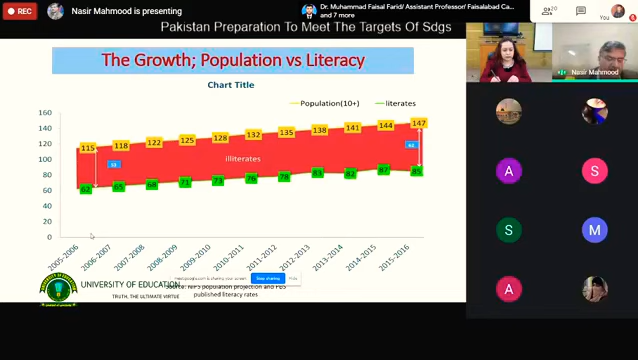 REC
Nasir Mahmood is presenting
Dr. Muhammad Faisal Farid/ Assistant Professor/ Faisalabad Ca...
and 7 more
20
You
Pakistan Preparation To Meet The Targets Of Sdgs
The Growth; Population vs Literacy
Chart Title
Population(10+)
literates
160
140
120
100
80
60
40
20
0
115 118 122 125 128 132 135 138 141 144 147
53
illiterates
62 65 68 71 73 76 78 83 82 87 85
2005-2006 2006-2007 2007-2008 2008-2009 2009-2010 2010-2011 2011-2012 2012-2013 2013-2014 2014-2015 2015-2016
Stop sharing
Hide
Source: NIPS population projection and PBS
published literacy rates
UNIVERSITY OF EDUCATION
TRUTH, THE ULTIMATE VIRTUE
Nasir Mahmood
A
S
S
M
A